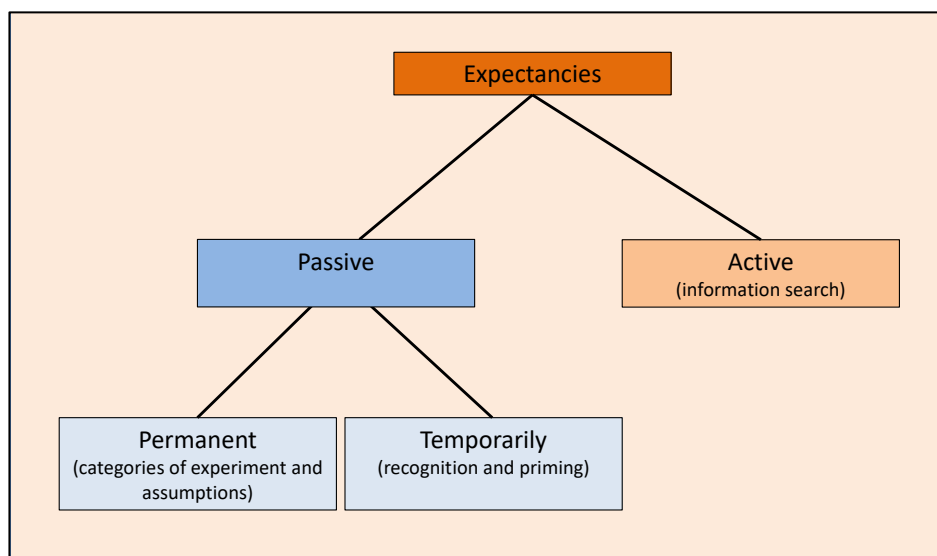 Expectancies
Passive
Active
(information search)
Permanent
(categories of experiment and
assumptions)
Temporarily
(recognition and priming)